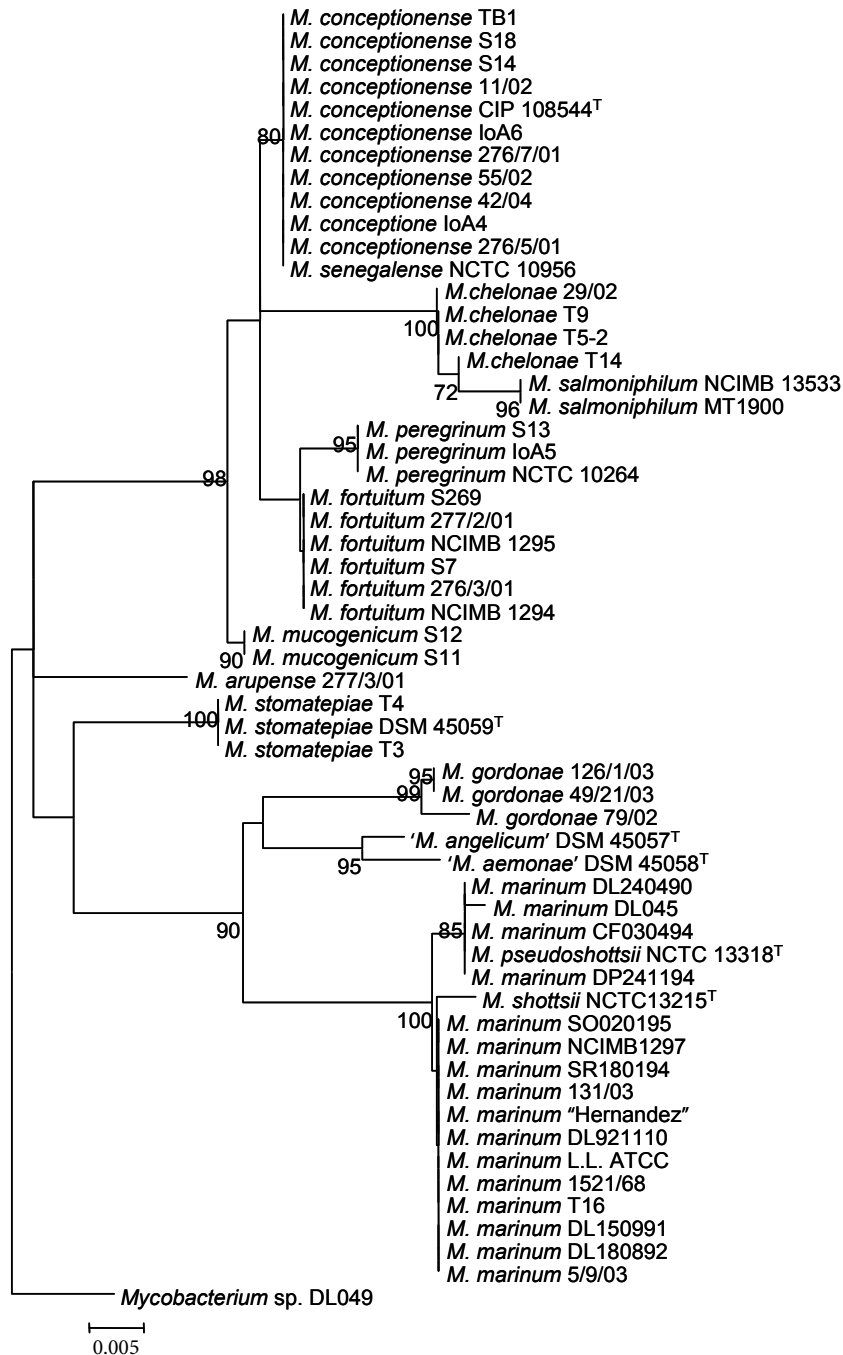 M. conceptionense TB1
M. conceptionense S18
M. conceptionense S14
M. conceptionense 11/02
M. conceptionense CIP 108544T
80
M. conceptionense IoA6
M. conceptionense 276/7/01
M. conceptionense 55/02
M. conceptionense 42/04
M. conceptione IoA4
M. conceptionense 276/5/01
M. senegalense NCTC 10956
M.chelonae 29/02
M.chelonae T9
100
M.chelonae T5-2
M.chelonae T14
72
M. salmoniphilum NCIMB 13533
96
M. salmoniphilum MT1900
M. peregrinum S13
95
M. peregrinum IoA5
M. peregrinum NCTC 10264
98
M. fortuitum S269
M. fortuitum 277/2/01
M. fortuitum NCIMB 1295
M. fortuitum S7
M. fortuitum 276/3/01
M. fortuitum NCIMB 1294
M. mucogenicum S12
90
M. mucogenicum S11
M. arupense 277/3/01
M. stomatepiae T4
100
M. stomatepiae DSM 45059T
M. stomatepiae T3
95
M. gordonae 126/1/03
99
M. gordonae 49/21/03
M. gordonae 79/02
'M. angelicum' DSM 45057T
95
'M. aemonae' DSM 45058T
M. marinum DL240490
M. marinum DL045
90
85
M. marinum CF030494
M. pseudoshottsii NCTC 13318T
M. marinum DP241194
M. shottsii NCTC13215T
100
M. marinum SO020195
M. marinum NCIMB1297
M. marinum SR180194
M. marinum 131/03
M. marinum “Hernandez”
M. marinum DL921110
M. marinum L.L. ATCC
M. marinum 1521/68
M. marinum T16
M. marinum DL150991
M. marinum DL180892
M. marinum 5/9/03
Mycobacterium sp. DL049
0.005